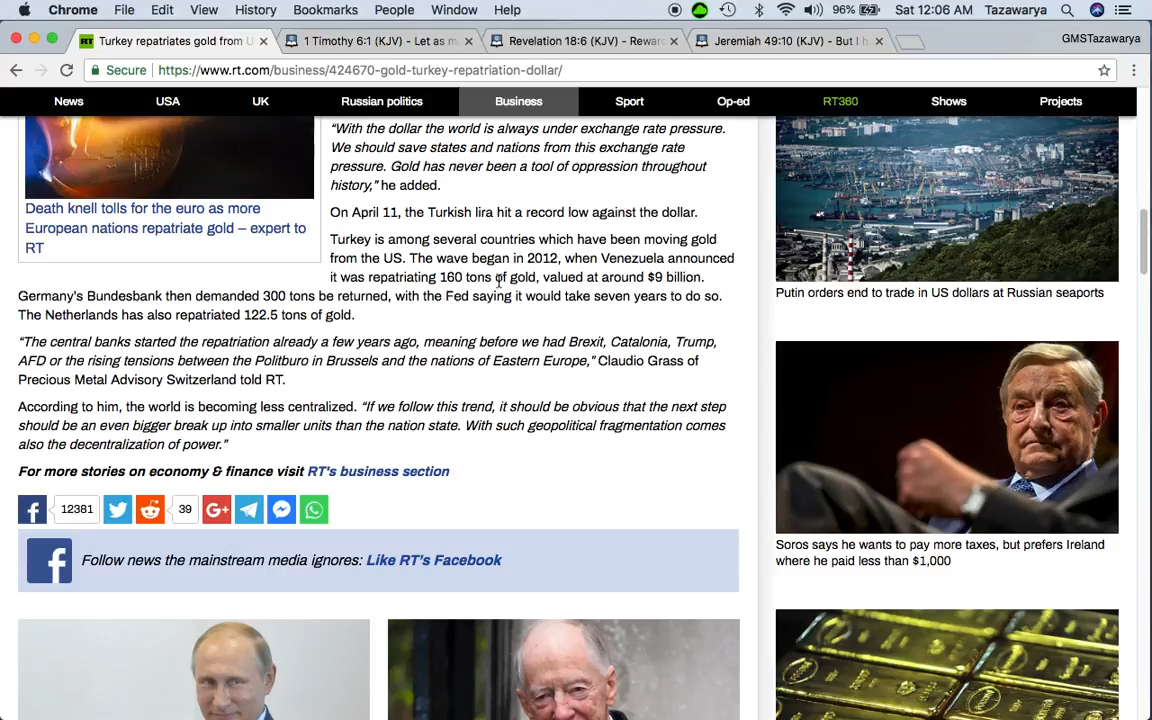 Chrome File Edit View History Bookmarks People Window Help 96% Sat 12:06 AM Tazawarya
RT Turkey repatriates gold from U × 1 Timothy 6:1 (KJV) - Let as m × Revelation 18:6 (KJV) - Rewar × Jeremiah 49:10 (KJV) - But I h × GMSTazawarya
Secure https://www.rt.com/business/424670-gold-turkey-repatriation-dollar/
News USA UK Russian politics Business Sport Op-ed RT360 Shows Projects
“With the dollar the world is always under exchange rate pressure.
We should save states and nations from this exchange rate
pressure. Gold has never been a tool of oppression throughout
history,” he added.
Death knell tolls for the euro as more
European nations repatriate gold – expert to
RT
On April 11, the Turkish lira hit a record low against the dollar.
Turkey is among several countries which have been moving gold
from the US. The wave began in 2012, when Venezuela announced
it was repatriating 160 tons of gold, valued at around $9 billion.
Germany's Bundesbank then demanded 300 tons be returned, with the Fed saying it would take seven years to do so.
The Netherlands has also repatriated 122.5 tons of gold.
“The central banks started the repatriation already a few years ago, meaning before we had Brexit, Catalonia, Trump,
AFD or the rising tensions between the Politburo in Brussels and the nations of Eastern Europe,” Claudio Grass of
Precious Metal Advisory Switzerland told RT.
According to him, the world is becoming less centralized. “If we follow this trend, it should be obvious that the next step
should be an even bigger break up into smaller units than the nation state. With such geopolitical fragmentation comes
also the decentralization of power.”
For more stories on economy & finance visit RT's business section
12381 39
Follow news the mainstream media ignores: Like RT's Facebook
Putin orders end to trade in US dollars at Russian seaports
Soros says he wants to pay more taxes, but prefers Ireland
where he paid less than $1,000